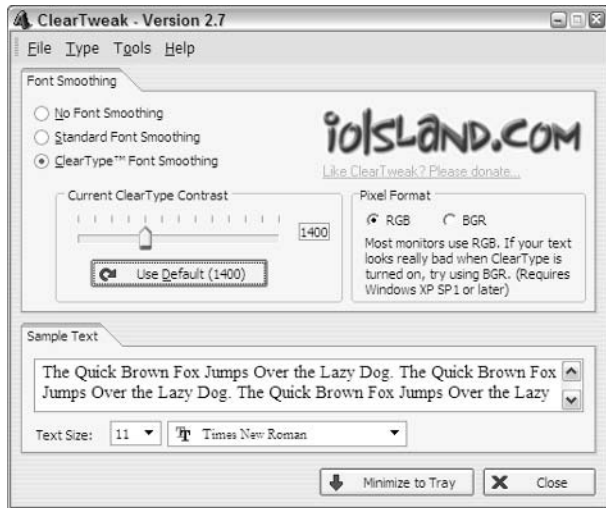 ClearTweak - Version 2.7
File Type Tools Help
Font Smoothing
No Font Smoothing
Standard Font Smoothing
ClearType™ Font Smoothing
iolsland.com
Like ClearTweak? Please donate...
Current ClearType Contrast
1400
Use Default (1400)
Pixel Format
RGB BGR
Most monitors use RGB. If your text
looks really bad when ClearType is
turned on, try using BGR. (Requires
Windows XP SP1 or later)
Sample Text
The Quick Brown Fox Jumps Over the Lazy Dog. The Quick Brown Fox
Jumps Over the Lazy Dog. The Quick Brown Fox Jumps Over the Lazy
Text Size: 11 Times New Roman
Minimize to Tray Close